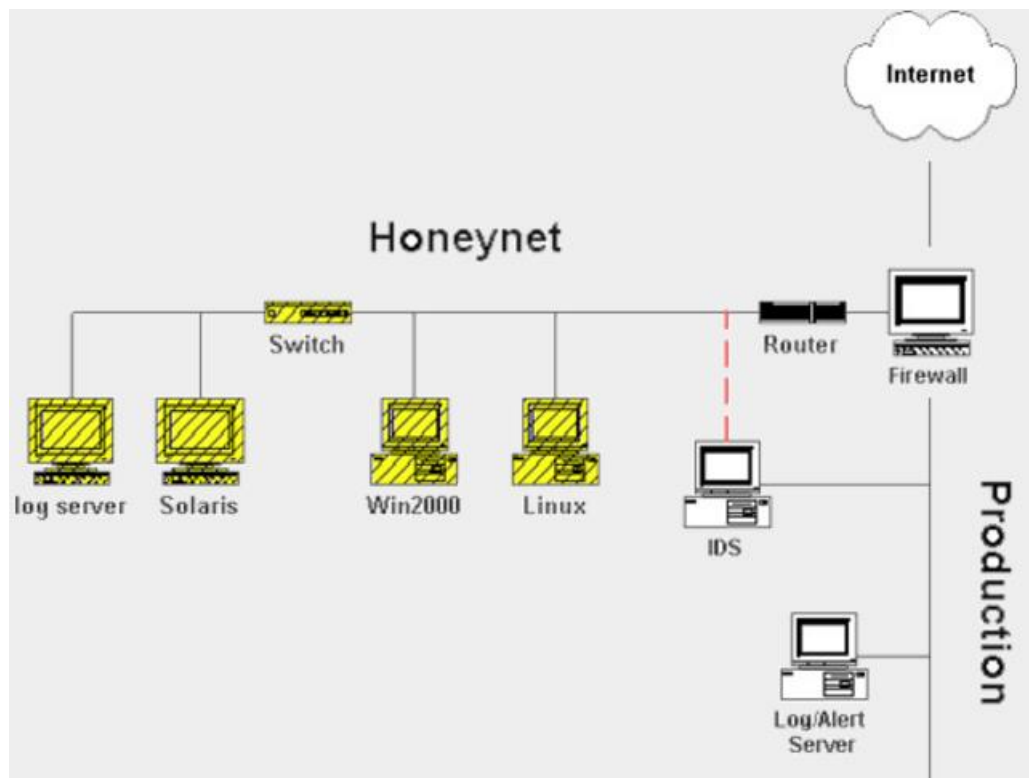 Internet
Honeynet
Switch
Router
Firewall
log server
Solaris
Win2000
Linux
IDS
Production
Log/Alert
Server